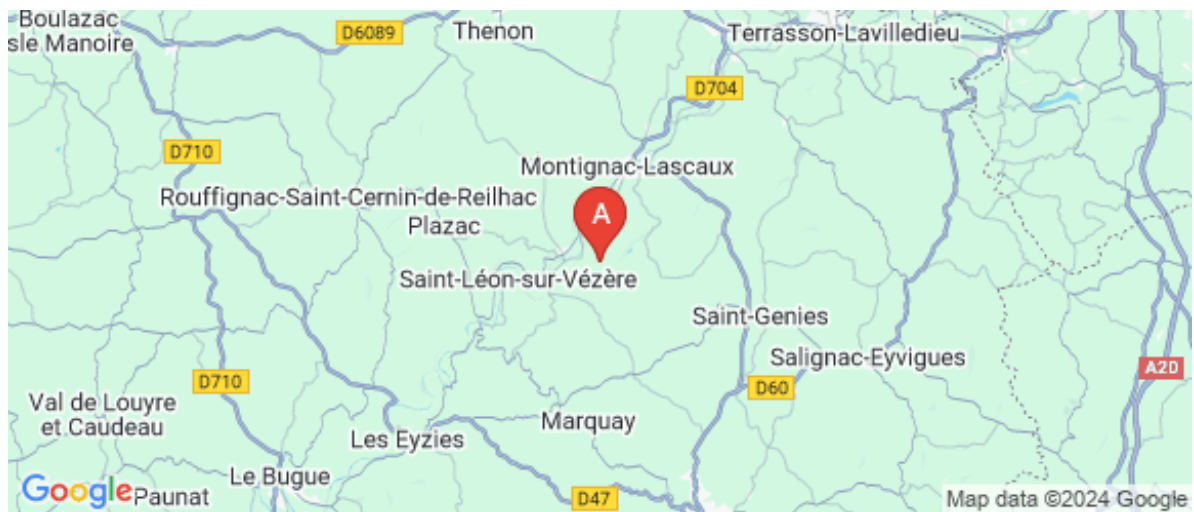 Boulazac
sle Manoire
D6089
Thenon
Terrasson-Lavilledieu
D704
D710
Montignac-Lascaux
Rouffignac-Saint-Cernin-de-Reilhac
Plazac
A
Saint-Léon-sur-Vézère
Saint-Genies
Salignac-Eyvigues
A20
D710
D60
Val de Louyre
et Caudeau
Marquay
Les Eyzies
Le Bugue
Google
Paunat
D47
Map data ©2024 Google